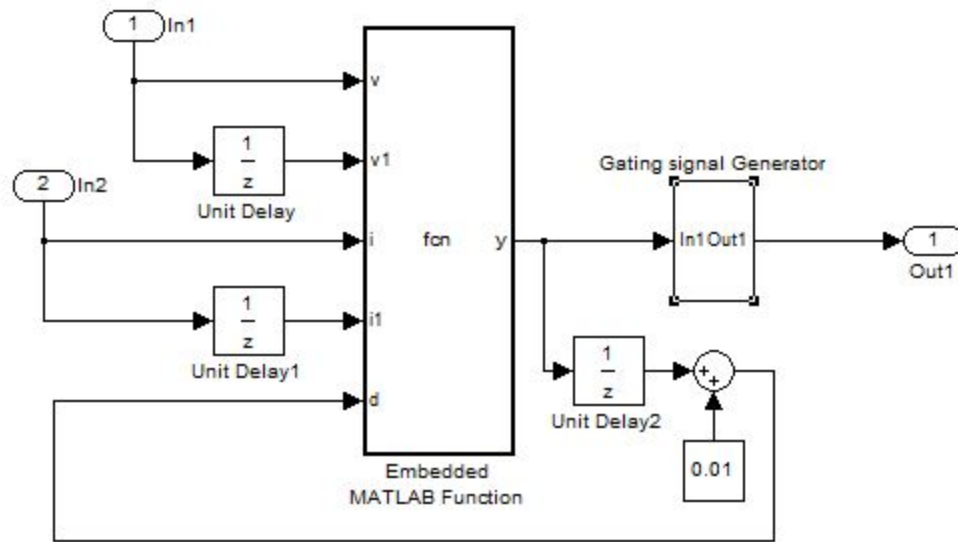 1
In1
v
1
z
Unit Delay
v1
2
In2
i
fcn
y
1
z
Unit Delay1
i1
d
Embedded
MATLAB Function
Gating signal Generator
In1 Out1
1
Out1
1
z
Unit Delay2
+
+
0.01